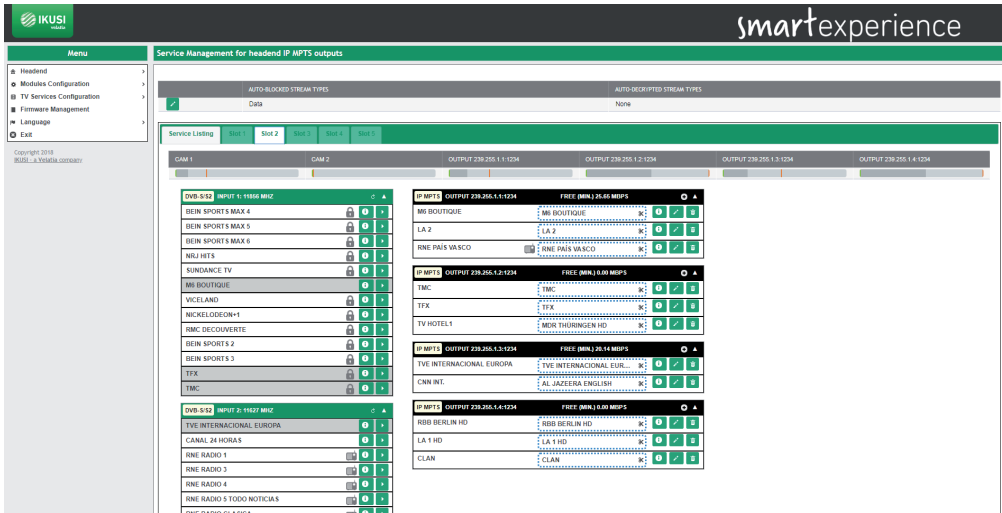 IKUSI
velatia
smartexperience
Menu
Service Management for headend IP MPTS outputs
Headend
Modules Configuration
TV Services Configuration
Firmware Management
Language
Exit
Copyright 2018
IKUSI - a Velatia company
AUTO-BLOCKED STREAM TYPES
AUTO-DECRYPTED STREAM TYPES
Data
None
Service Listing
Slot 1
Slot 2
Slot 3
Slot 4
Slot 5
CAM 1
CAM 2
OUTPUT 239.255.1.1:1234
OUTPUT 239.255.1.2:1234
OUTPUT 239.255.1.3:1234
OUTPUT 239.255.1.4:1234
DVB-S/S2 INPUT 1: 11856 MHZ
BEIN SPORTS MAX 4
BEIN SPORTS MAX 5
BEIN SPORTS MAX 6
NRJ HITS
SUNDANCE TV
M6 BOUTIQUE
VICELAND
NICKELODEON+1
RMC DECOUVERTE
BEIN SPORTS 2
BEIN SPORTS 3
TFX
TMC
DVB-S/S2 INPUT 2: 11627 MHZ
TVE INTERNACIONAL EUROPA
CANAL 24 HORAS
RNE RADIO 1
RNE RADIO 3
RNE RADIO 4
RNE RADIO 5 TODO NOTICIAS
RNE RADIO CLASICA
IP MPTS OUTPUT 239.255.1.1:1234 FREE (MIN.) 25.65 MBPS
M6 BOUTIQUE M6 BOUTIQUE
LA 2 LA 2
RNE PAÍS VASCO RNE PAÍS VASCO
IP MPTS OUTPUT 239.255.1.2:1234 FREE (MIN.) 0.00 MBPS
TMC TMC
TFX TFX
TV HOTEL1 MDR THÜRINGEN HD
IP MPTS OUTPUT 239.255.1.3:1234 FREE (MIN.) 20.14 MBPS
TVE INTERNACIONAL EUROPA TVE INTERNACIONAL EUR...
CNN INT. AL JAZEERA ENGLISH
IP MPTS OUTPUT 239.255.1.4:1234 FREE (MIN.) 0.00 MBPS
RBB BERLIN HD RBB BERLIN HD
LA 1 HD LA 1 HD
CLAN CLAN